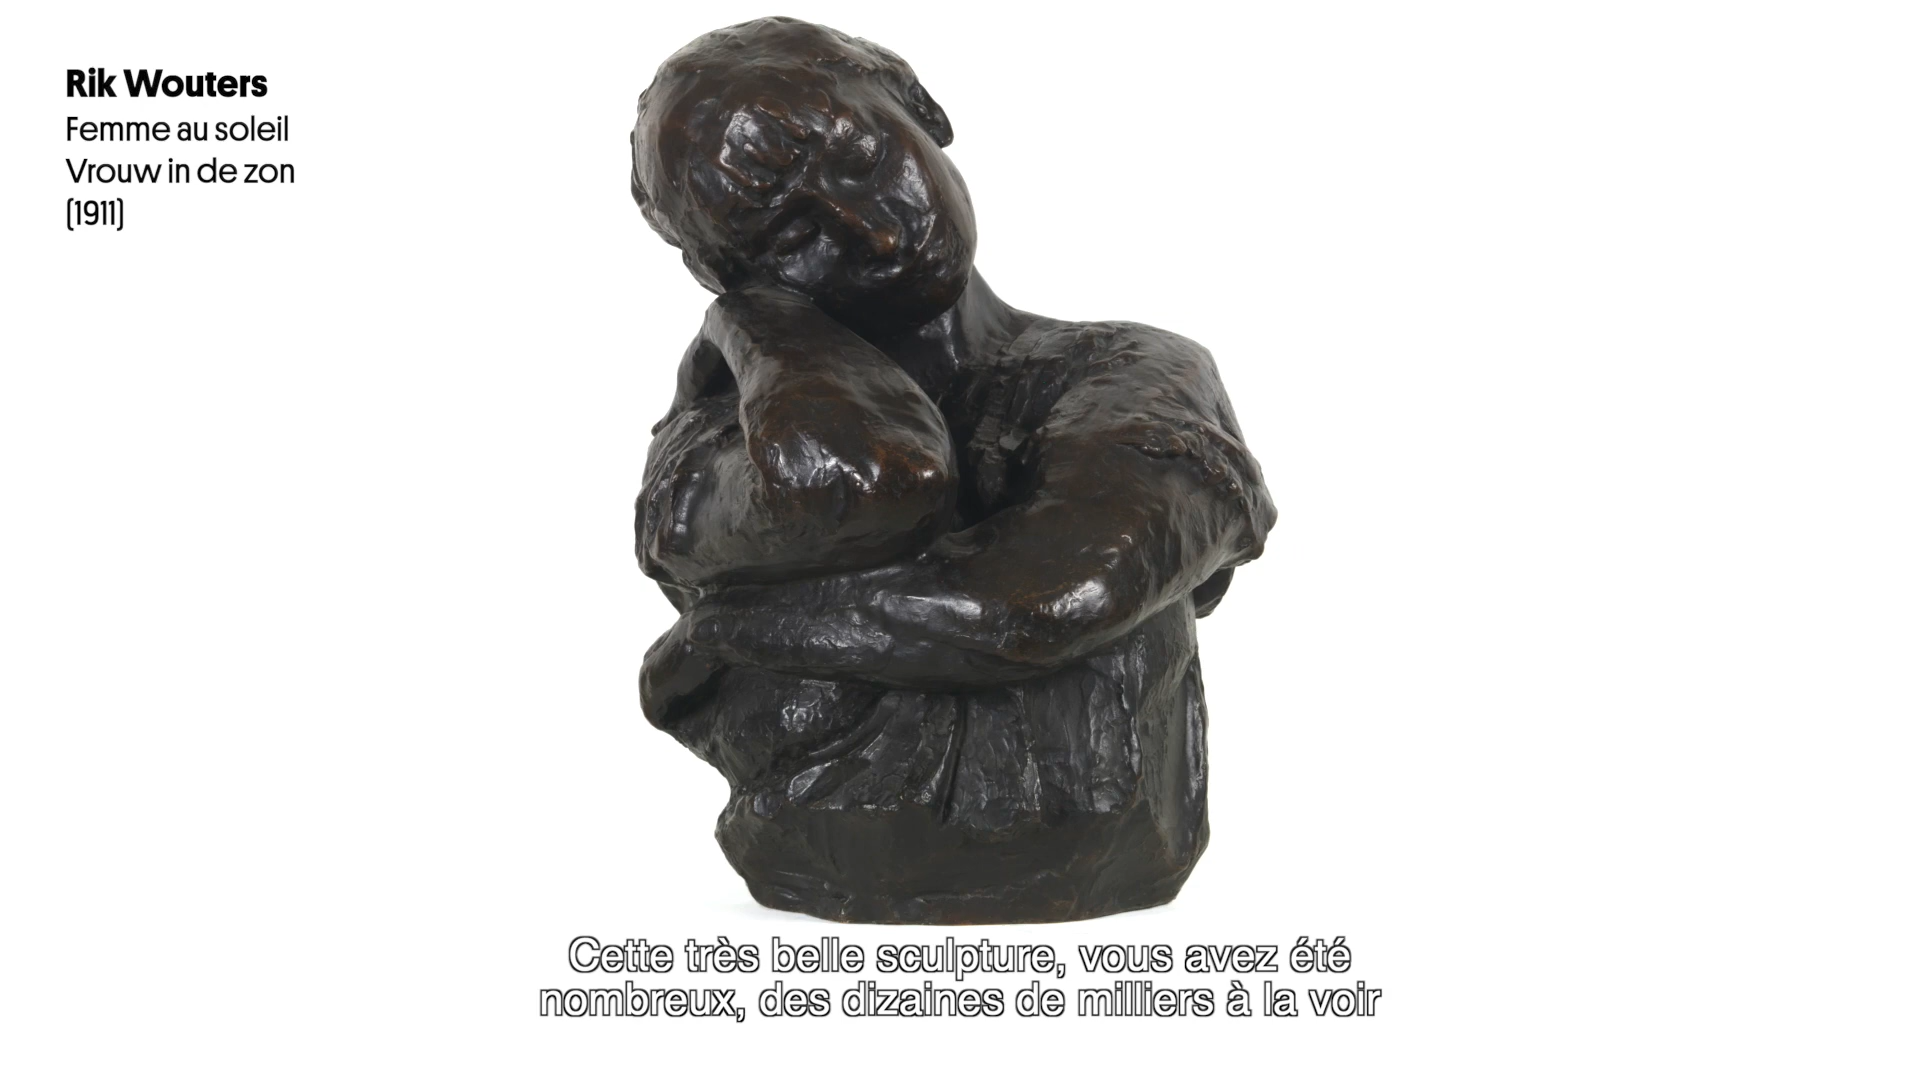 Rik Wouters
Femme au soleil
Vrouw in de zon
(1911)
Cette très belle sculpture, vous avez été
nombreux, des dizaines de milliers à la voir